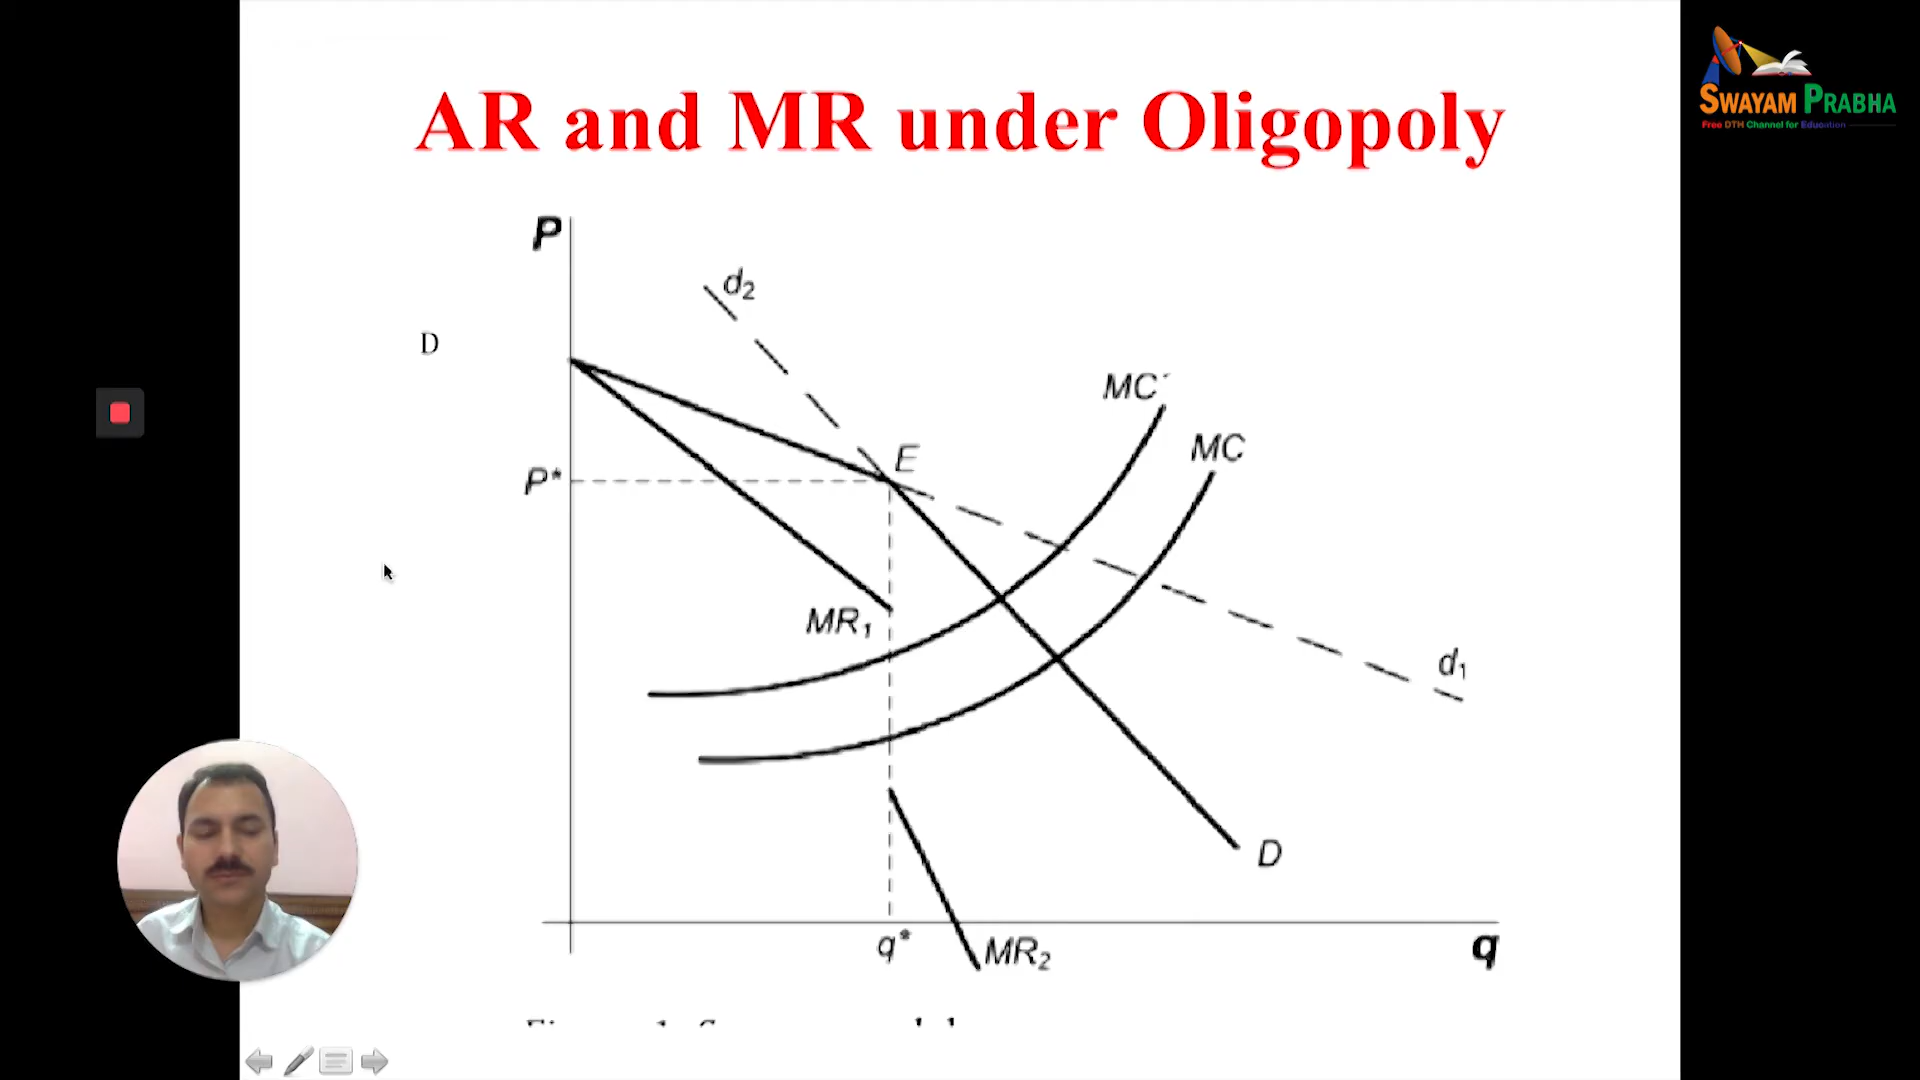 AR and MR under Oligopoly
SWAYAM PRABHA
Free DTH Channel for Education
P
d₂
D
MC´
MC
E
P*
MR₁
d₁
D
q*
MR₂
q